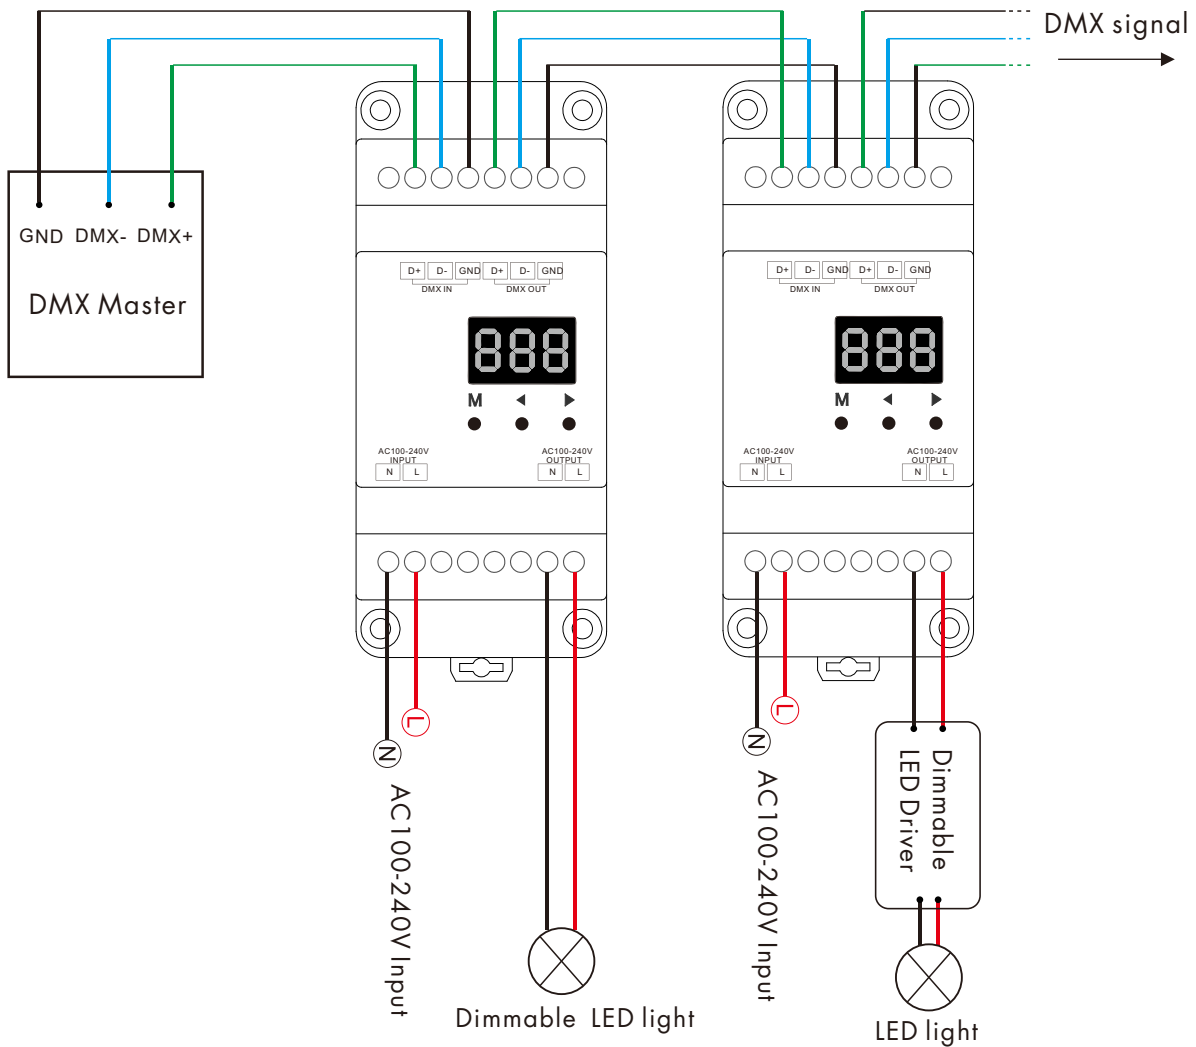 DMX signal
GND DMX- DMX+
DMX Master
D+ D- GND D+ D- GND
DMX IN DMX OUT
888
M ◀ ▶
AC100-240V
INPUT
N L
AC100-240V
OUTPUT
N L
D+ D- GND D+ D- GND
DMX IN DMX OUT
888
M ◀ ▶
AC100-240V
INPUT
N L
AC100-240V
OUTPUT
N L
L
N
AC100-240V Input
Dimmable LED light
L
N
AC100-240V Input
Dimmable
LED Driver
LED light